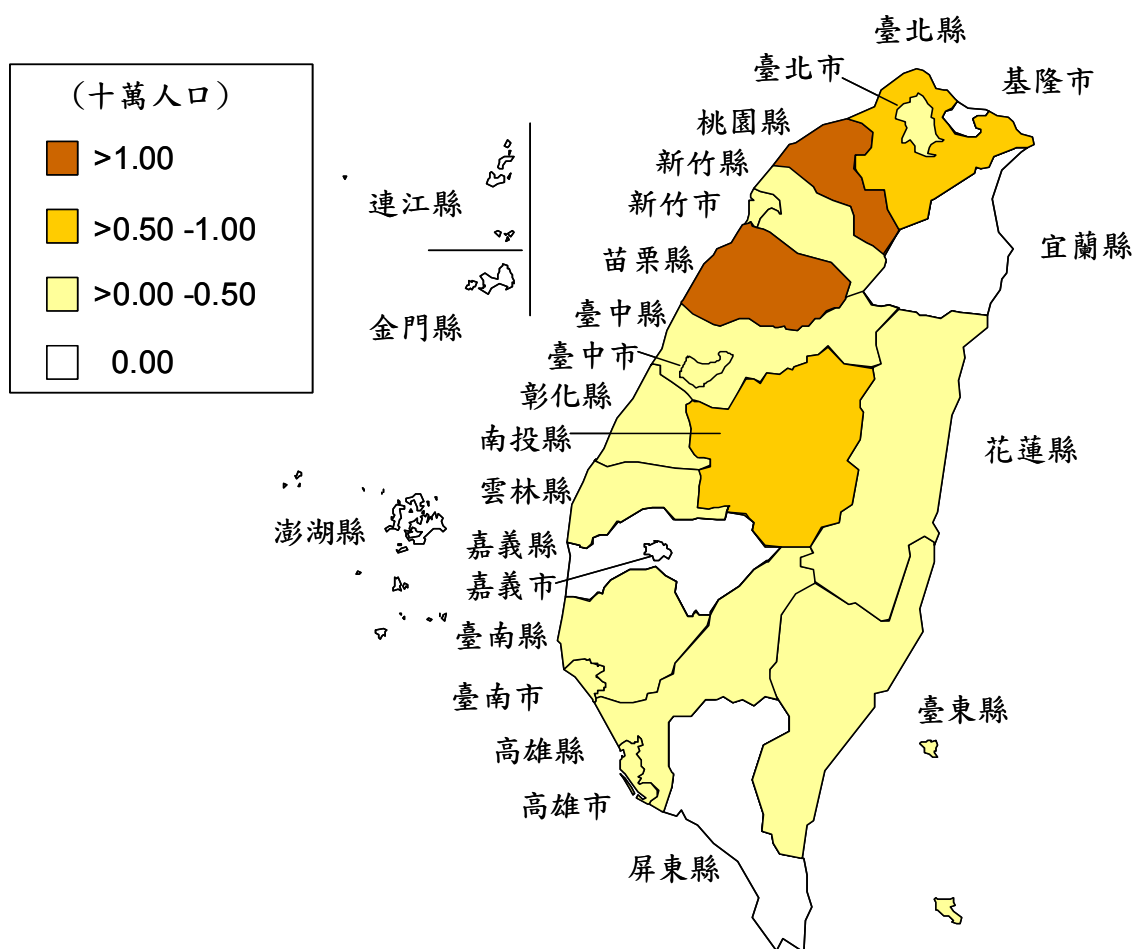 (十萬人口)
>1.00
>0.50 -1.00
>0.00 -0.50
0.00
臺北縣
臺北市
基隆市
桃園縣
新竹縣
新竹市
連江縣
宜蘭縣
苗栗縣
金門縣
臺中縣
臺中市
彰化縣
南投縣
花蓮縣
雲林縣
澎湖縣
嘉義縣
嘉義市
臺南縣
臺南市
臺東縣
高雄縣
高雄市
屏東縣